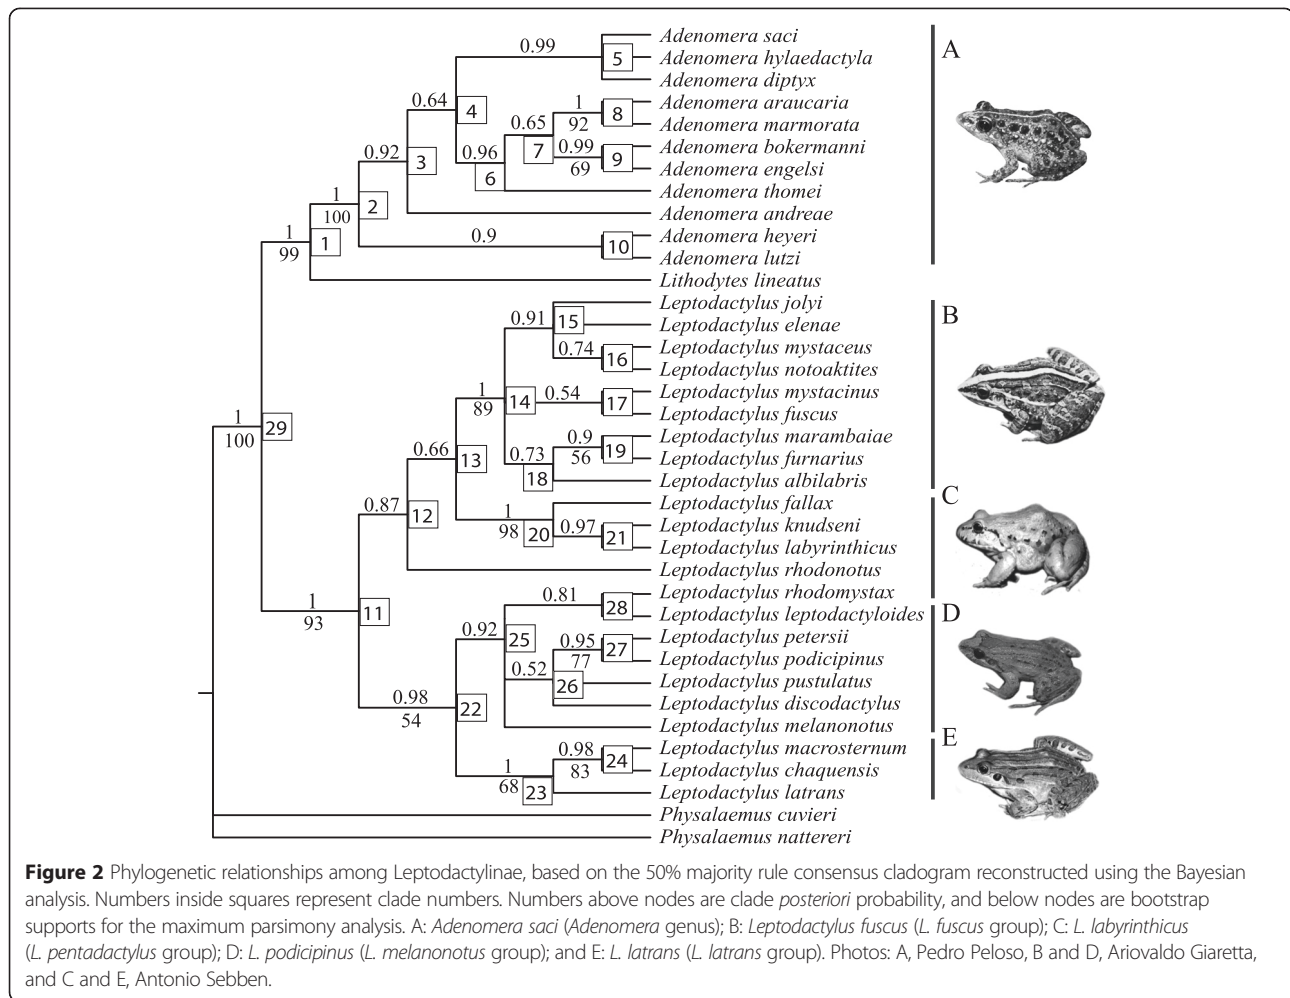 0.99
Adenomera saci
A
5
Adenomera hylaedactyla
Adenomera diptyx
0.64
4
1
8
Adenomera araucaria
92
Adenomera marmorata
0.65
7
0.99
9
Adenomera bokermanni
69
Adenomera engelsi
0.92
3
0.96
6
Adenomera thomei
1
2
100
Adenomera andreae
1
1
99
0.9
10
Adenomera heyeri
Adenomera lutzi
Lithodytes lineatus
Leptodactylus jolyi
B
0.91
15
Leptodactylus elenae
0.74
16
Leptodactylus mystaceus
Leptodactylus notoaktites
1
14
89
0.54
17
Leptodactylus mystacinus
Leptodactylus fuscus
1
29
100
0.66
13
0.73
18
0.9
19
56
Leptodactylus marambaiae
Leptodactylus furnarius
Leptodactylus albilabris
C
0.87
12
1
20
98
Leptodactylus fallax
0.97
21
Leptodactylus knudseni
Leptodactylus labyrinthicus
Leptodactylus rhodonotus
1
11
93
0.81
28
Leptodactylus rhodomystax
Leptodactylus leptodactyloides
D
0.92
25
0.95
27
77
Leptodactylus petersii
Leptodactylus podicipinus
0.52
26
Leptodactylus pustulatus
Leptodactylus discodactylus
0.98
22
54
Leptodactylus melanonotus
E
0.98
24
83
Leptodactylus macrosternum
Leptodactylus chaquensis
1
23
68
Leptodactylus latrans
Physalaemus cuvieri
Physalaemus nattereri
Figure 2 Phylogenetic relationships among Leptodactylinae, based on the 50% majority rule consensus cladogram reconstructed using the Bayesian
analysis. Numbers inside squares represent clade numbers. Numbers above nodes are clade posteriori probability, and below nodes are bootstrap
supports for the maximum parsimony analysis. A: Adenomera saci (Adenomera genus); B: Leptodactylus fuscus (L. fuscus group); C: L. labyrinthicus
(L. pentadactylus group); D: L. podicipinus (L. melanonotus group); and E: L. latrans (L. latrans group). Photos: A, Pedro Peloso, B and D, Ariovaldo Giaretta,
and C and E, Antonio Sebben.